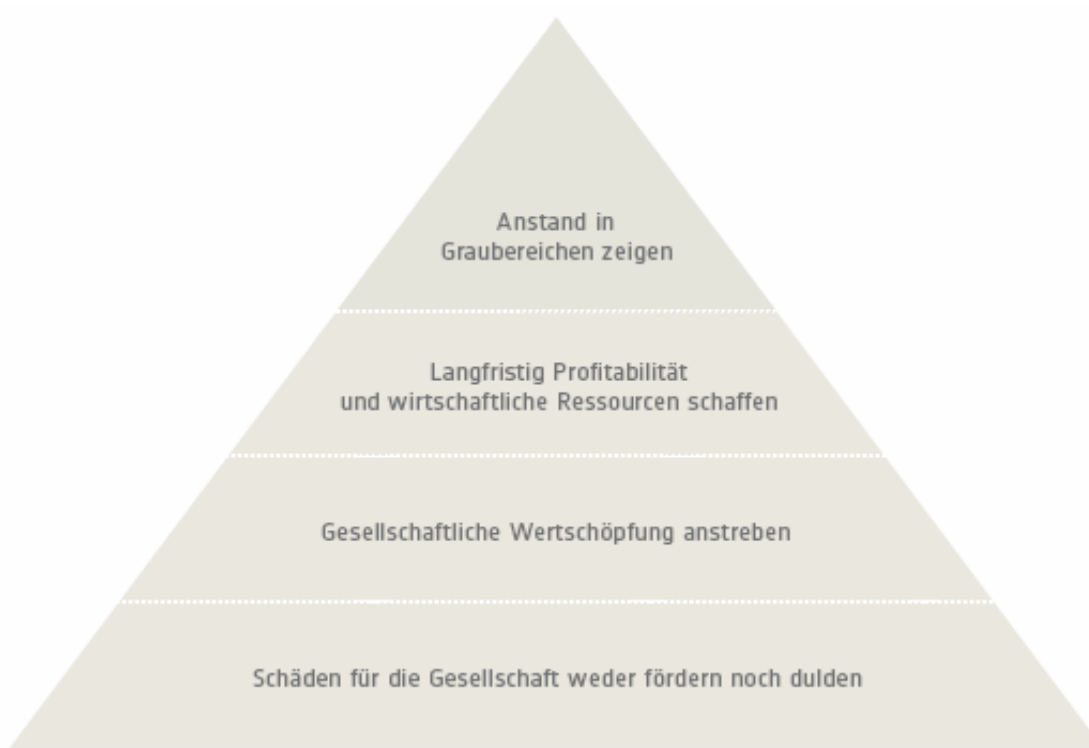 Anstand in
Graubereichen zeigen
Langfristig Profitabilität
und wirtschaftliche Ressourcen schaffen
Gesellschaftliche Wertschöpfung anstreben
Schäden für die Gesellschaft weder fördern noch dulden